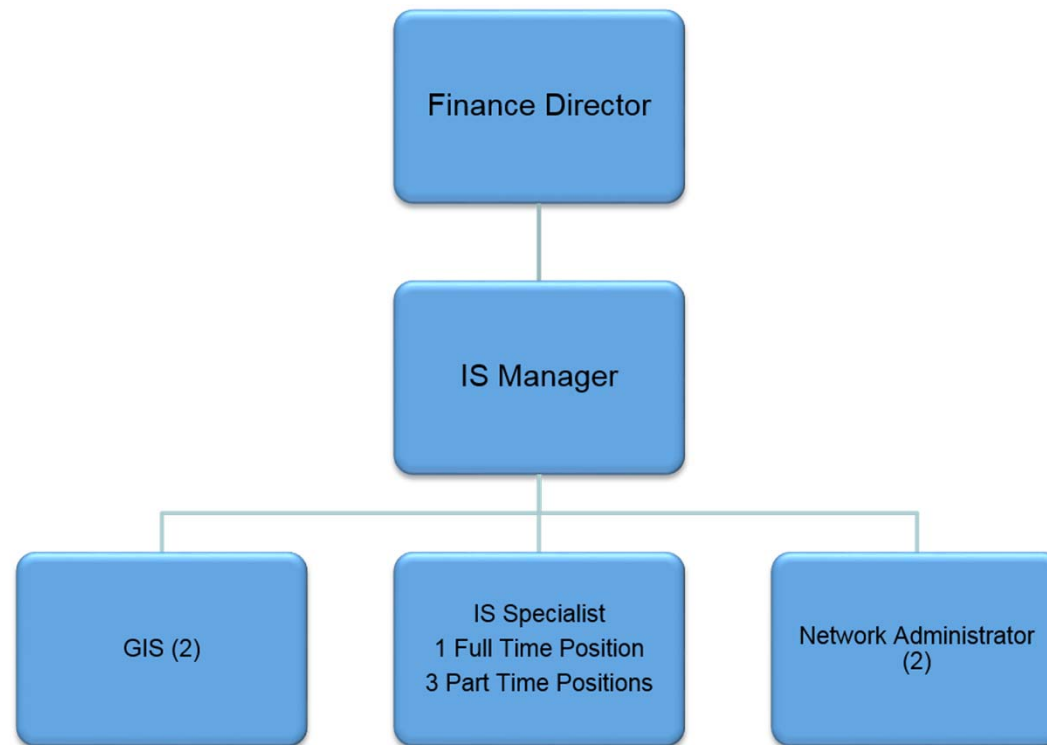 Finance Director
IS Manager
GIS (2)
IS Specialist
1 Full Time Position
3 Part Time Positions
Network Administrator
(2)